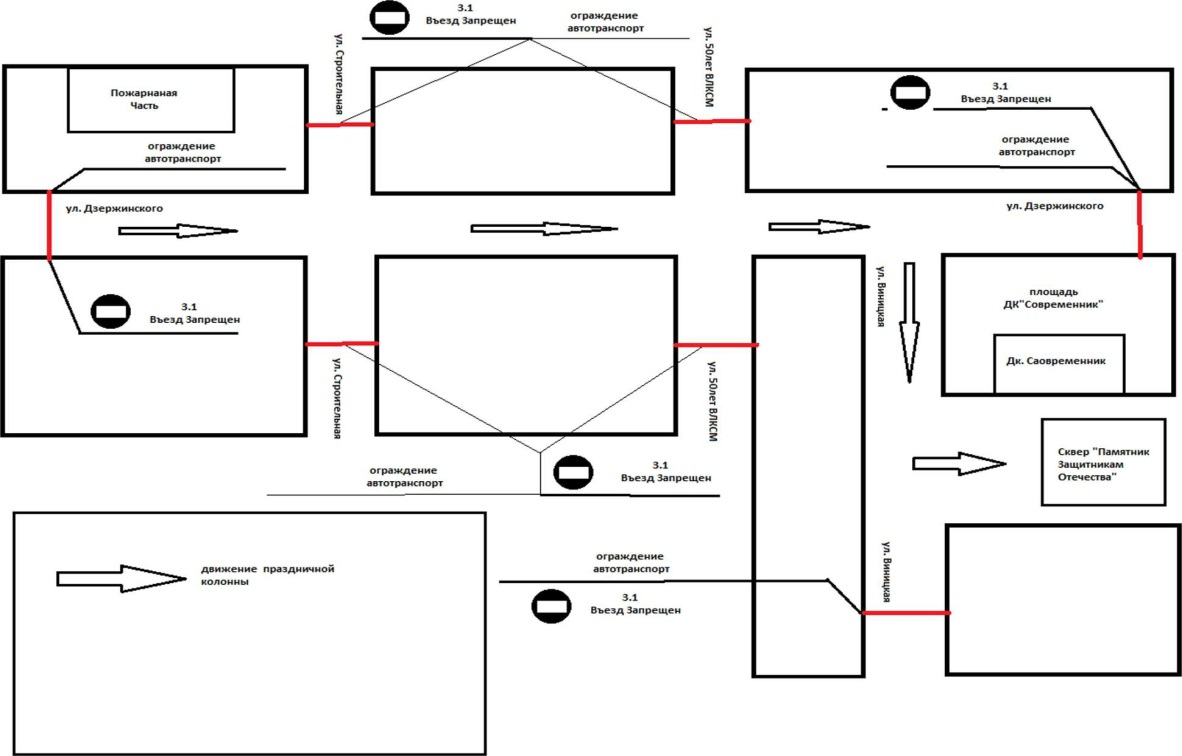 3.1
Въезд Запрещен
ограждение
автотранспорт
ул. Строительная
ул. 50лет ВЛКСМ
Пожарнаная
Часть
ограждение
автотранспорт
3.1
Въезд Запрещен
ограждение
автотранспорт
ул. Дзержинского
ул. Дзержинского
3.1
Въезд Запрещен
ул. Виницкая
площадь
ДК"Современник"
Дк. Саовременник
ул. Строительная
ул. 50лет ВЛКСМ
ограждение
автотранспорт
3.1
Въезд Запрещен
Сквер "Памятник
Защитникам
Отечества"
движение праздничной
колонны
ограждение
автотранспорт
3.1
Въезд Запрещен
ул. Виницкая